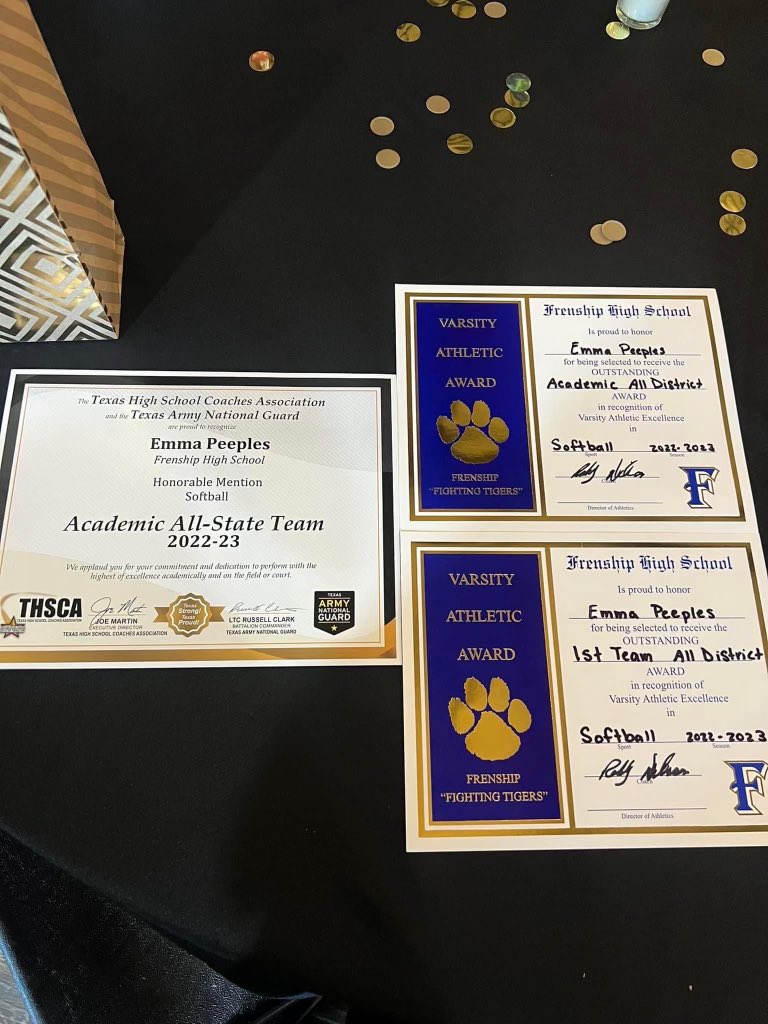 The Texas High School Coaches Association
and the Texas Army National Guard
are proud to recognize
Emma Peeples
Frenship High School
Honorable Mention
Softball
Academic All-State Team
2022-23
We applaud you for your commitment and dedication to perform with the
highest of excellence academically and on the field or court.
THSCA
TEXAS HIGH SCHOOL COACHES ASSOCIATION
JOE MARTIN
EXECUTIVE DIRECTOR
TEXAS HIGH SCHOOL COACHES ASSOCIATION
Texas
Strong!
Texas
Proud!
LTC RUSSELL CLARK
BATTALION COMMANDER
TEXAS ARMY NATIONAL GUARD
TEXAS
ARMY
NATIONAL
GUARD
VARSITY
ATHLETIC
AWARD
FRENSHIP
"FIGHTING TIGERS"
Frenship High School
Is proud to honor
Emma Peeples
for being selected to receive the
OUTSTANDING
Academic All District
AWARD
in recognition of
Varsity Athletic Excellence
in
Softball 2022-2023
Sport Season
Coach
Director of Athletics
F
VARSITY
ATHLETIC
AWARD
FRENSHIP
"FIGHTING TIGERS"
Frenship High School
Is proud to honor
Emma Peeples
for being selected to receive the
OUTSTANDING
1st Team All District
AWARD
in recognition of
Varsity Athletic Excellence
in
Softball 2022-2023
Sport Season
Coach
Director of Athletics
F